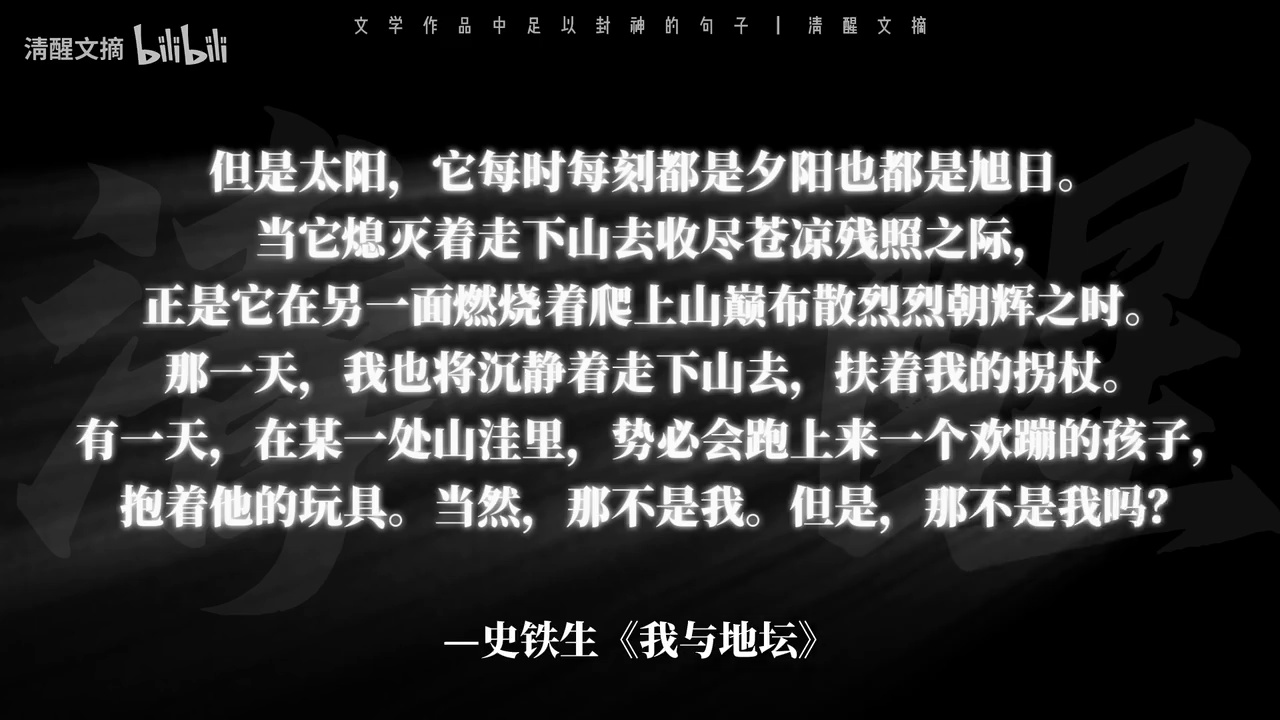 文学作品中足以封神的句子 | 清醒文摘
清醒文摘 bilibili
但是太阳，它每时每刻都是夕阳也都是旭日。
当它熄灭着走下山去收尽苍凉残照之际，
正是它在另一面燃烧着爬上山巅布散烈烈朝辉之时。
那一天，我也将沉静着走下山去，扶着我的拐杖。
有一天，在某一处山洼里，势必会跑上来一个欢蹦的孩子，
抱着他的玩具。当然，那不是我。但是，那不是我吗？
—史铁生《我与地坛》
清醒